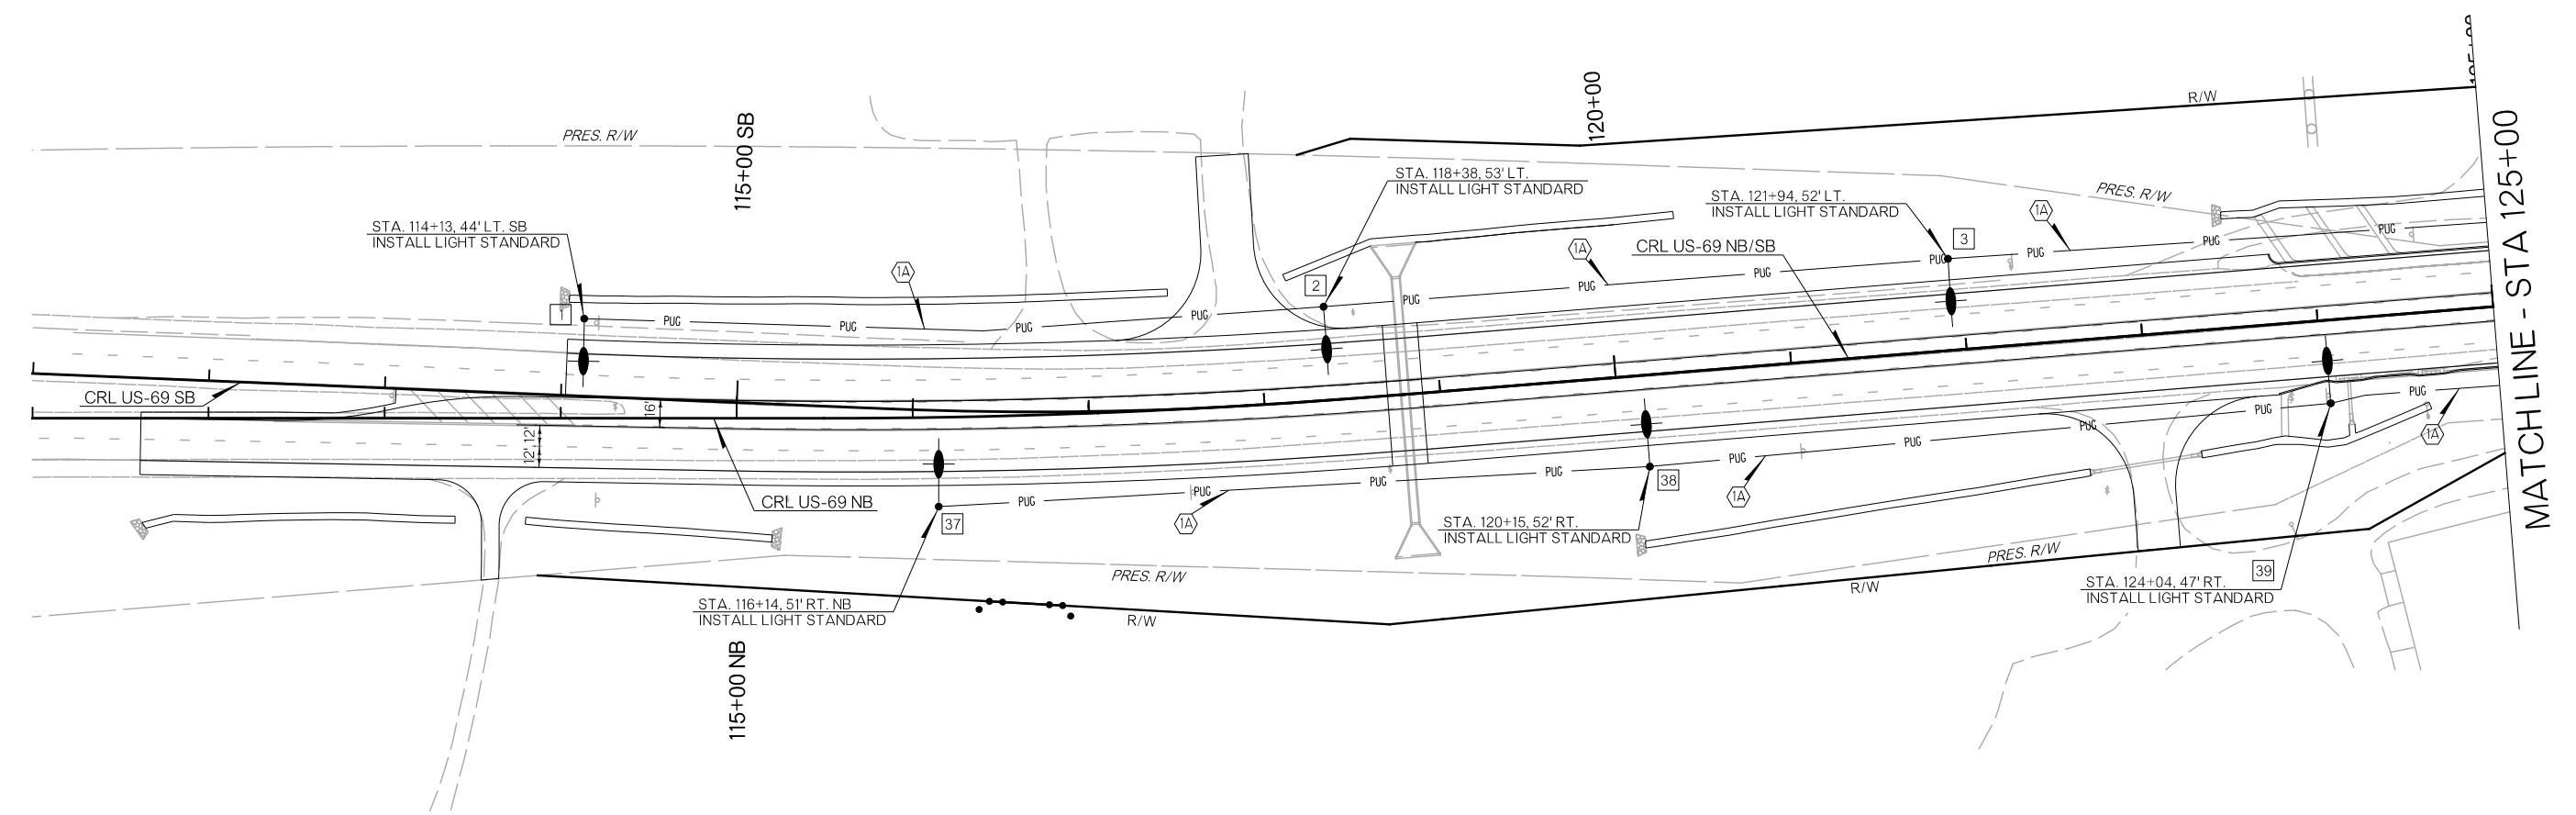 MATCHLINE - STA 125+00
R/W
120+00
115+00 SB
PRES. R/W
STA. 118+38, 53' LT.
INSTALL LIGHT STANDARD
STA. 121+94, 52' LT.
INSTALL LIGHT STANDARD
PRES. R/W
1A
STA. 114+13, 44' LT. SB
INSTALL LIGHT STANDARD
3
1A
CRL US-69 NB/SB
PUG
PUG
PUG
PUG
1A
PUG
PUG
2
PUG
1
PUG
PUG
PUG
PUG
CRL US-69 SB
16'
12'
12'
PUG
PUG
PUG
1A
PUG
PUG
1A
38
PUG
PUG
PUG
PUG
1A
CRL US-69 NB
37
1A
STA. 120+15, 52' RT.
INSTALL LIGHT STANDARD
PRES. R/W
PRES. R/W
39
STA. 124+04, 47' RT.
INSTALL LIGHT STANDARD
R/W
STA. 116+14, 51' RT. NB
INSTALL LIGHT STANDARD
R/W
115+00 NB